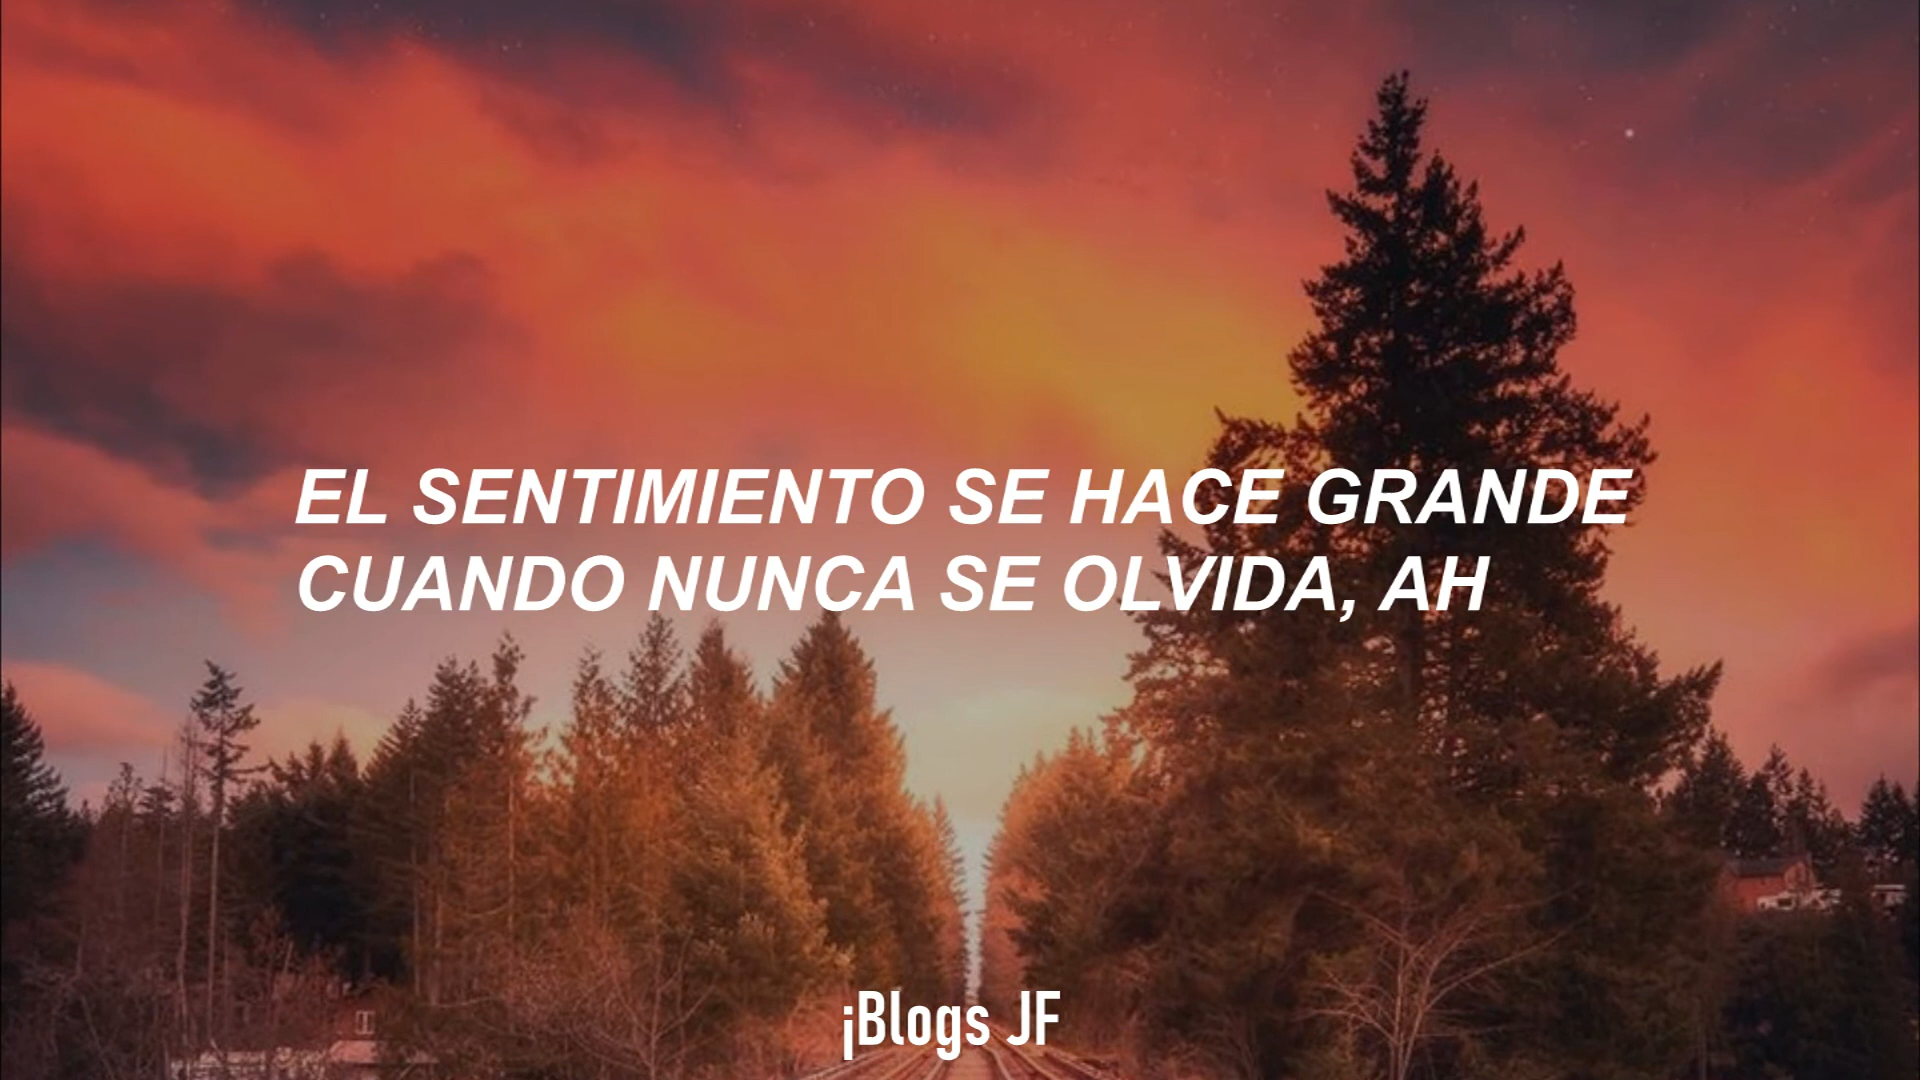 EL SENTIMIENTO SE HACE GRANDE
CUANDO NUNCA SE OLVIDA, AH
¡Blogs JF